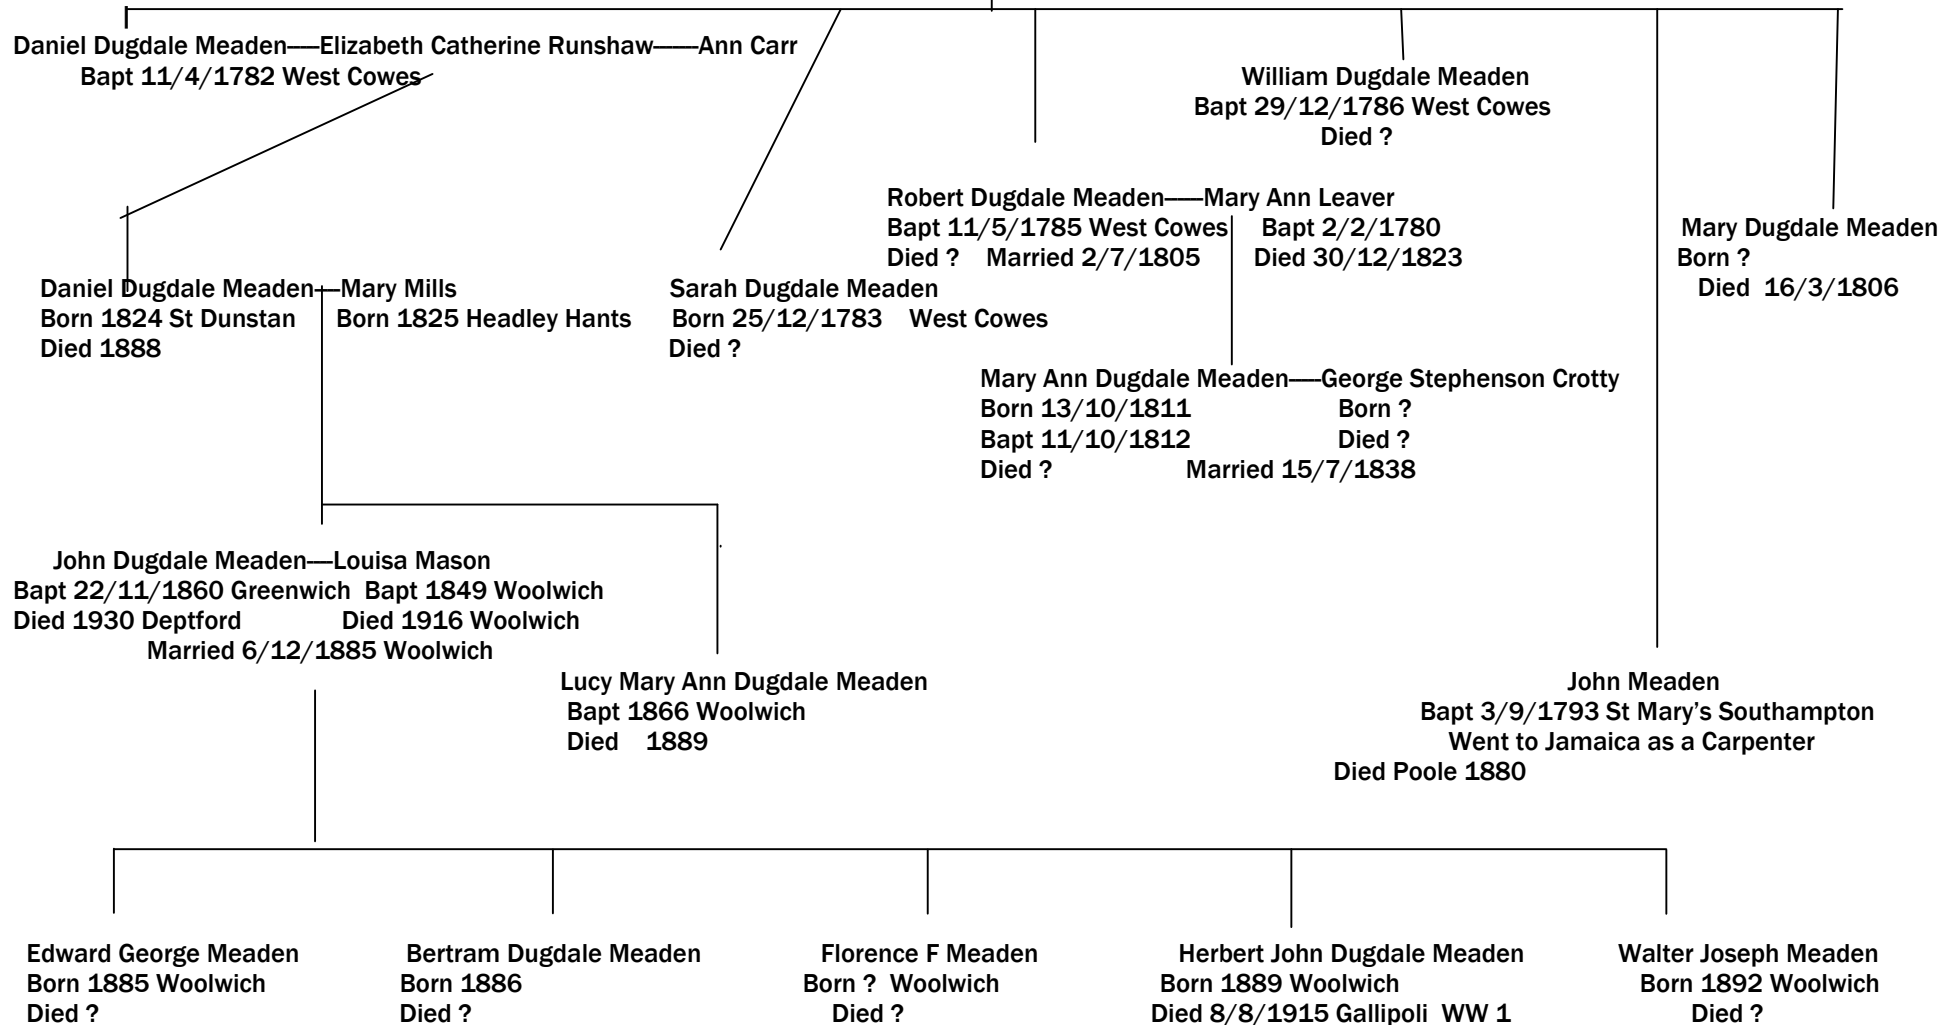 Daniel Dugdale Meaden-----Elizabeth Catherine Runshaw-------Ann Carr
Bapt 11/4/1782 West Cowes
William Dugdale Meaden
Bapt 29/12/1786 West Cowes
Died ?
Robert Dugdale Meaden------Mary Ann Leaver
Bapt 11/5/1785 West Cowes Bapt 2/2/1780
Died ? Married 2/7/1805 Died 30/12/1823
Mary Dugdale Meaden
Born ?
Died 16/3/1806
Daniel Dugdale Meaden----Mary Mills
Born 1824 St Dunstan Born 1825 Headley Hants
Died 1888
Sarah Dugdale Meaden
Born 25/12/1783 West Cowes
Died ?
Mary Ann Dugdale Meaden-----George Stephenson Crotty
Born 13/10/1811 Born ?
Bapt 11/10/1812 Died ?
Died ? Married 15/7/1838
John Dugdale Meaden----Louisa Mason
Bapt 22/11/1860 Greenwich Bapt 1849 Woolwich
Died 1930 Deptford Died 1916 Woolwich
Married 6/12/1885 Woolwich
Lucy Mary Ann Dugdale Meaden
Bapt 1866 Woolwich
Died 1889
John Meaden
Bapt 3/9/1793 St Mary’s Southampton
Went to Jamaica as a Carpenter
Died Poole 1880
Edward George Meaden
Born 1885 Woolwich
Died ?
Bertram Dugdale Meaden
Born 1886
Died ?
Florence F Meaden
Born ? Woolwich
Died ?
Herbert John Dugdale Meaden
Born 1889 Woolwich
Died 8/8/1915 Gallipoli WW 1
Walter Joseph Meaden
Born 1892 Woolwich
Died ?